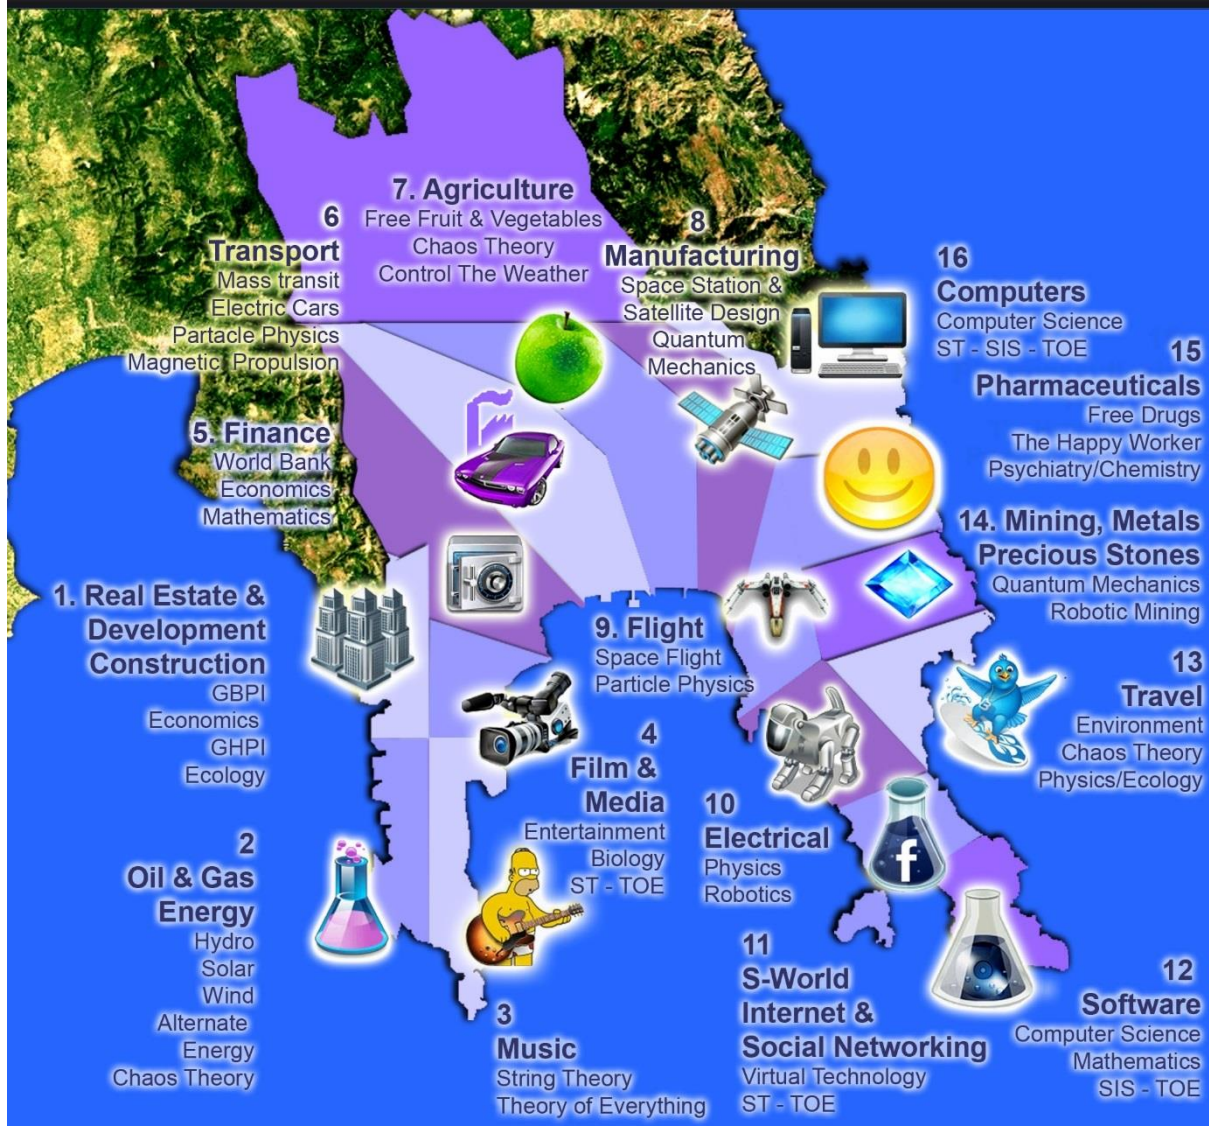 7. Agriculture
Free Fruit & Vegetables
Chaos Theory
Control The Weather
6
Transport
Mass transit
Electric Cars
Partacle Physics
Magnetic Propulsion
8
Manufacturing
Space Station &
Satellite Design
Quantum
Mechanics
16
Computers
Computer Science
ST - SIS - TOE
15
Pharmaceuticals
Free Drugs
The Happy Worker
Psychiatry/Chemistry
5. Finance
World Bank
Economics
Mathematics
14. Mining, Metals
Precious Stones
Quantum Mechanics
Robotic Mining
1. Real Estate &
Development
Construction
GBPI
Economics
GHPI
Ecology
9. Flight
Space Flight
Particle Physics
13
Travel
Environment
Chaos Theory
Physics/Ecology
4
Film &
Media
Entertainment
Biology
ST - TOE
10
Electrical
Physics
Robotics
f
2
Oil & Gas
Energy
Hydro
Solar
Wind
Alternate
Energy
Chaos Theory
3
Music
String Theory
Theory of Everything
11
S-World
Internet &
Social Networking
Virtual Technology
ST - TOE
12
Software
Computer Science
Mathematics
SIS - TOE